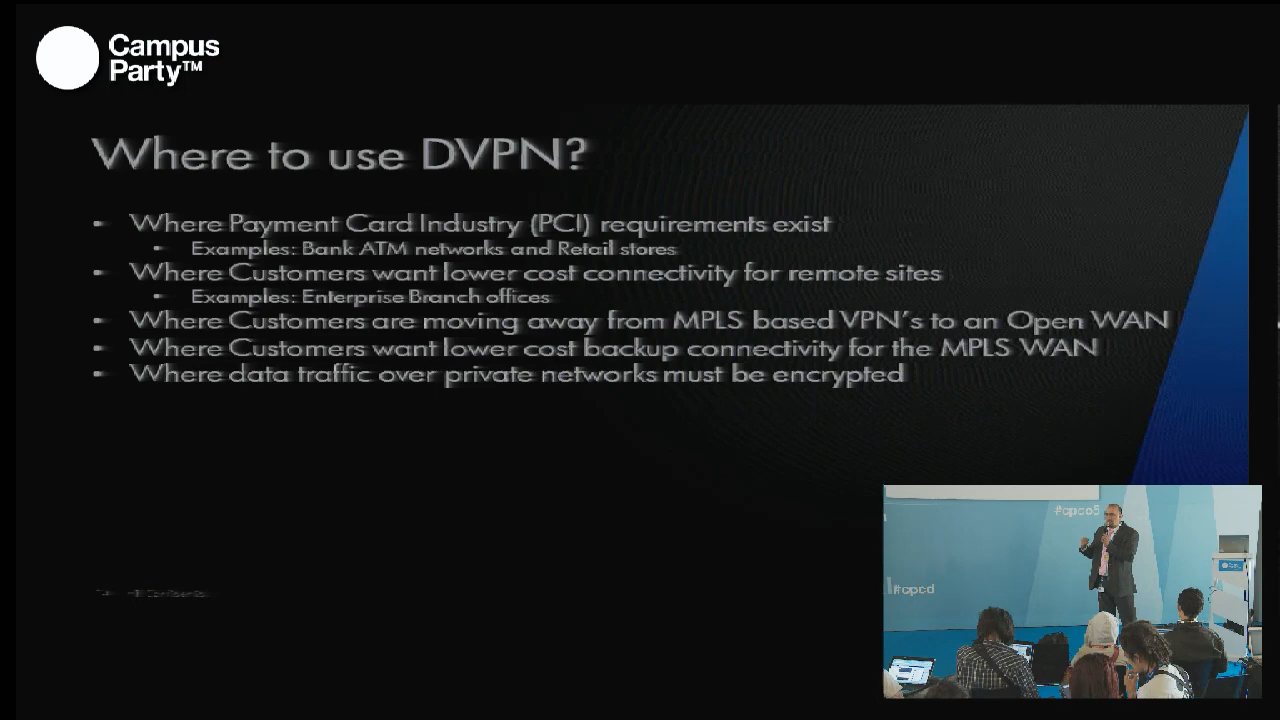 Campus
Party™
Where to use DVPN?
• Where Payment Card Industry (PCI) requirements exist
• Examples: Bank ATM networks and Retail stores
• Where Customers want lower cost connectivity for remote sites
• Examples: Enterprise Branch offices
• Where Customers are moving away from MPLS based VPN's to an Open WAN
• Where Customers want lower cost backup connectivity for the MPLS WAN
• Where data traffic over private networks must be encrypted
#cpco5
#cpcd